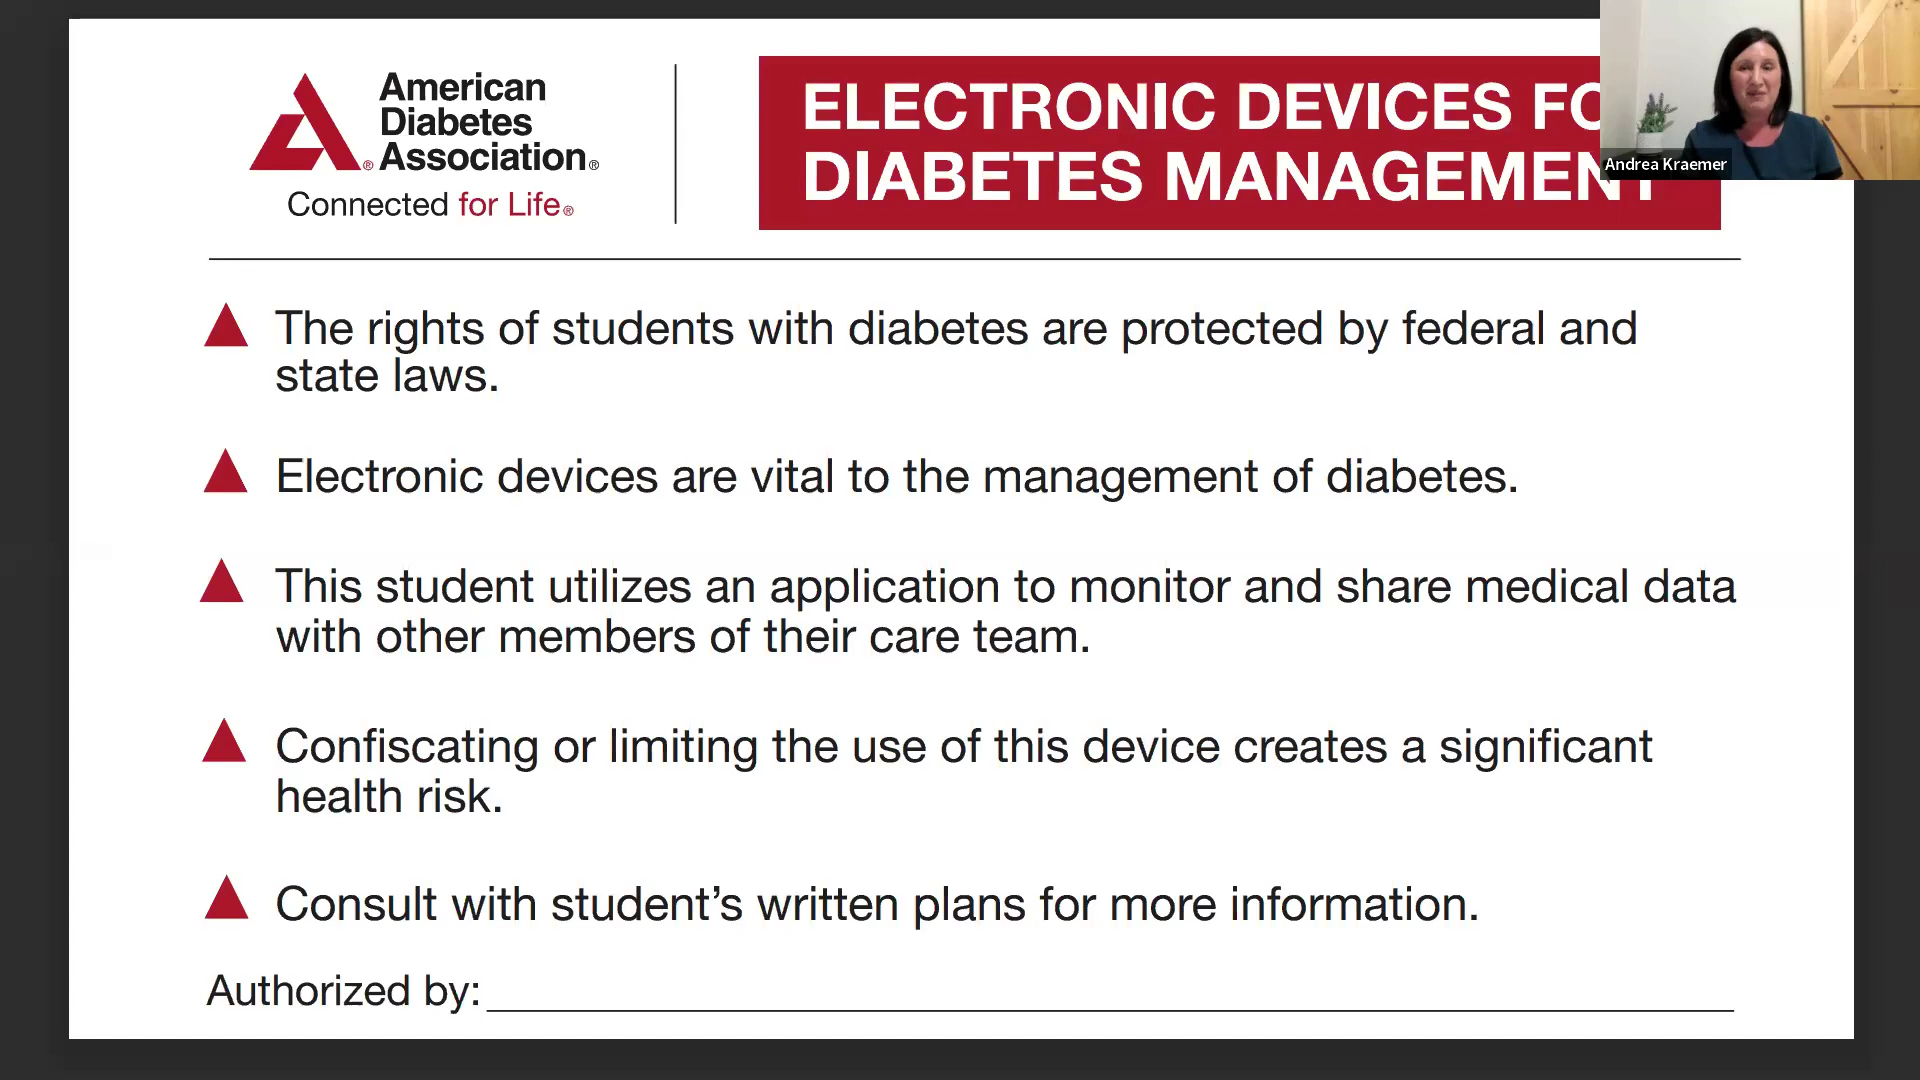 American
Diabetes
Association®
Connected for Life®
ELECTRONIC DEVICES FO
DIABETES MANAGEMENT
Andrea Kraemer
The rights of students with diabetes are protected by federal and
state laws.
Electronic devices are vital to the management of diabetes.
This student utilizes an application to monitor and share medical data
with other members of their care team.
Confiscating or limiting the use of this device creates a significant
health risk.
Consult with student’s written plans for more information.
Authorized by: